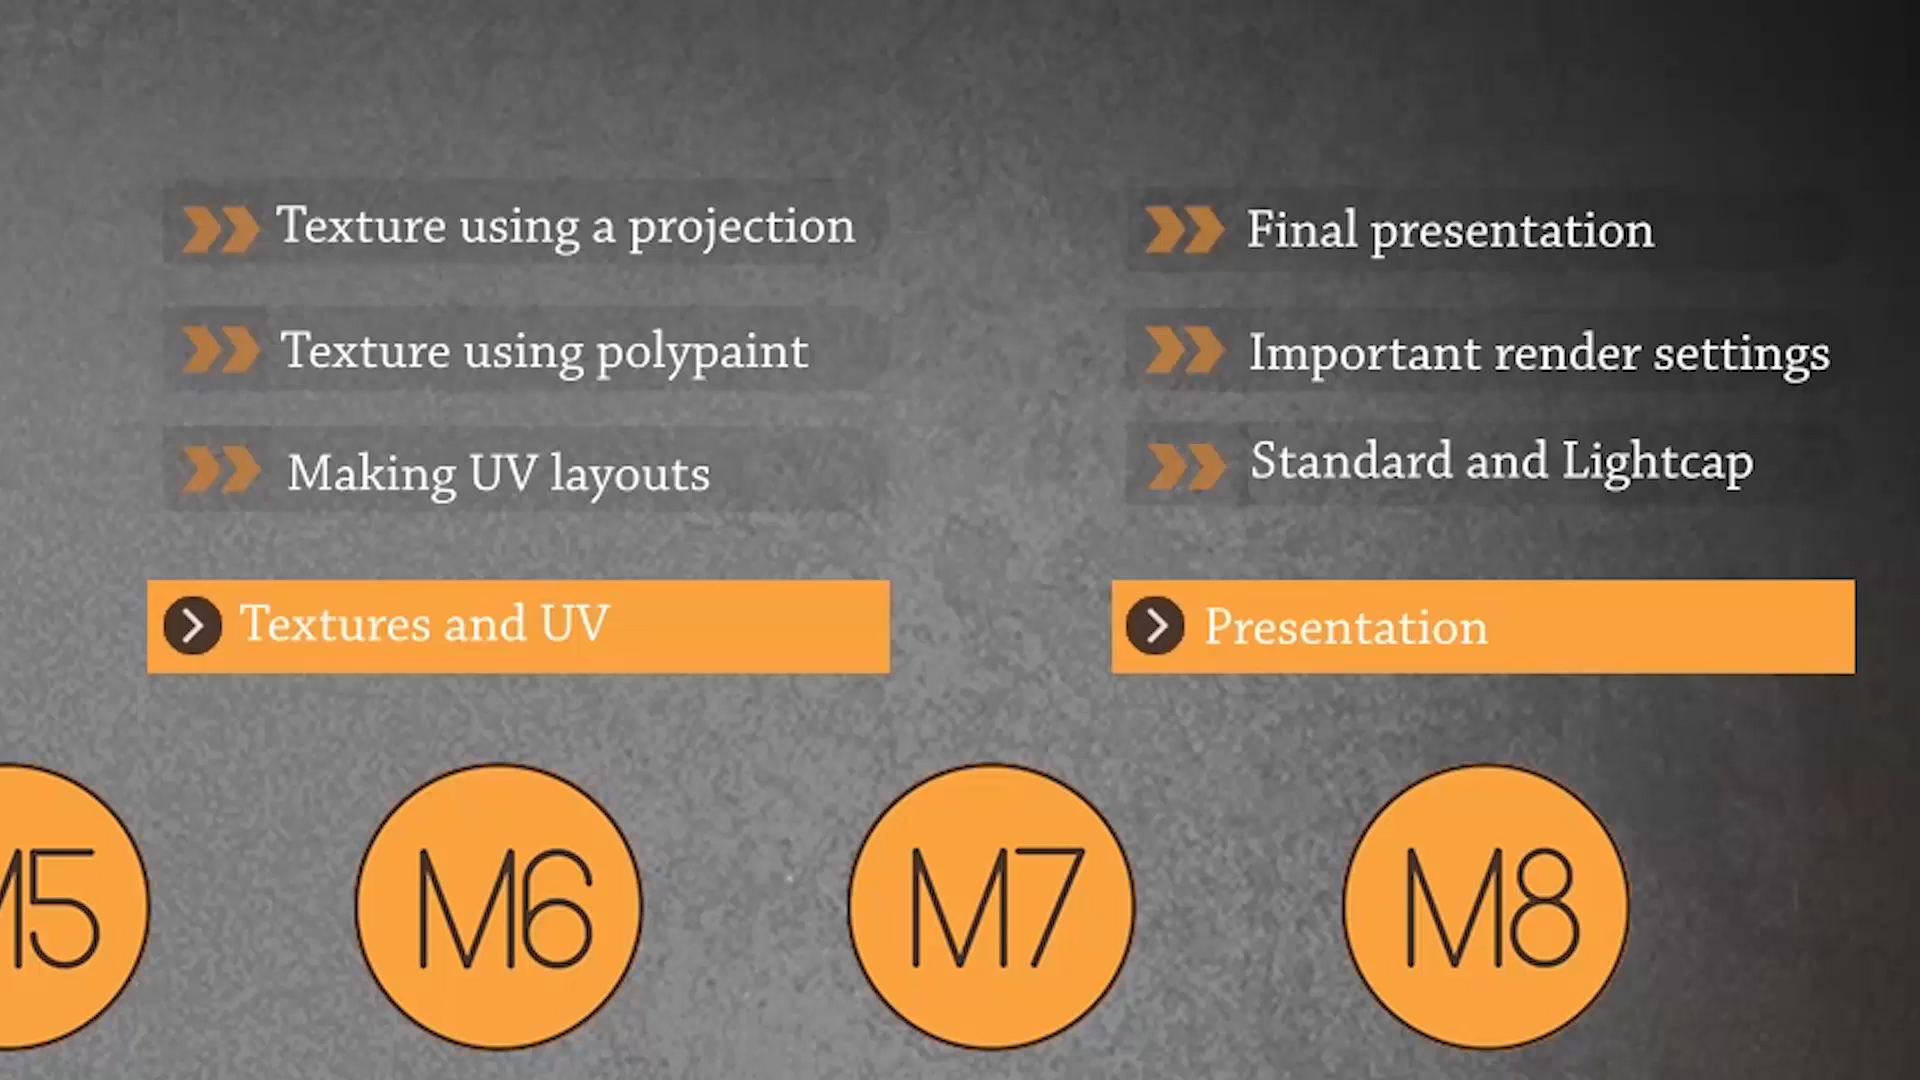 Texture using a projection
Texture using polypaint
Making UV layouts
Textures and UV
Final presentation
Important render settings
Standard and Lightcap
Presentation
M5
M6
M7
M8